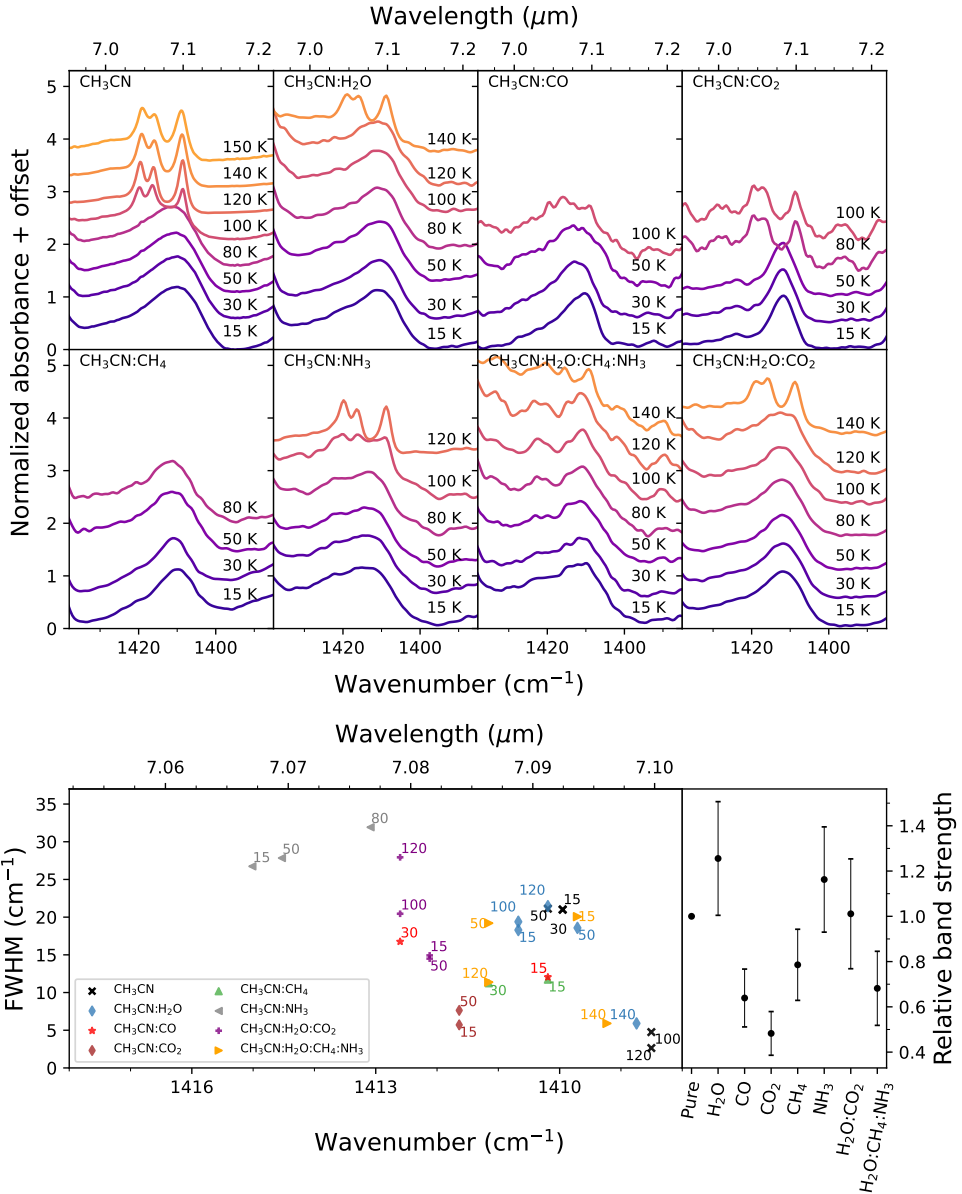 Wavelength (μm)
7.0 7.1 7.2 7.0 7.1 7.2 7.0 7.1 7.2 7.0 7.1 7.2
Normalized absorbance + offset
5
4
3
2
1
0
CH₃CN
150 K
140 K
120 K
100 K
80 K
50 K
30 K
15 K
CH₃CN:H₂O
140 K
120 K
100 K
80 K
50 K
30 K
15 K
CH₃CN:CO
100 K
50 K
30 K
15 K
CH₃CN:CO₂
100 K
80 K
50 K
30 K
15 K
5
4
3
2
1
0
CH₃CN:CH₄
80 K
50 K
30 K
15 K
CH₃CN:NH₃
120 K
100 K
80 K
50 K
30 K
15 K
CH₃CN:H₂O:CH₄:NH₃
140 K
120 K
100 K
80 K
50 K
30 K
15 K
CH₃CN:H₂O:CO₂
140 K
120 K
100 K
80 K
50 K
30 K
15 K
1420 1400 1420 1400 1420 1400 1420 1400
Wavenumber (cm⁻¹)
Wavelength (μm)
7.06 7.07 7.08 7.09 7.10
FWHM (cm⁻¹)
35
30
25
20
15
10
5
0
80
15 50
120
100
30
15
50
50
15
50
120
30
120
100
15
50
15
30
15
50
15
15
140 140
100
120
CH₃CN
CH₃CN:H₂O
CH₃CN:CO
CH₃CN:CO₂
CH₃CN:CH₄
CH₃CN:NH₃
CH₃CN:H₂O:CO₂
CH₃CN:H₂O:CH₄:NH₃
1416 1413 1410
Wavenumber (cm⁻¹)
1.4
1.2
1.0
0.8
0.6
0.4
Relative band strength
Pure
H₂O
CO
CO₂
CH₄
NH₃
H₂O:CO₂
H₂O:CH₄:NH₃